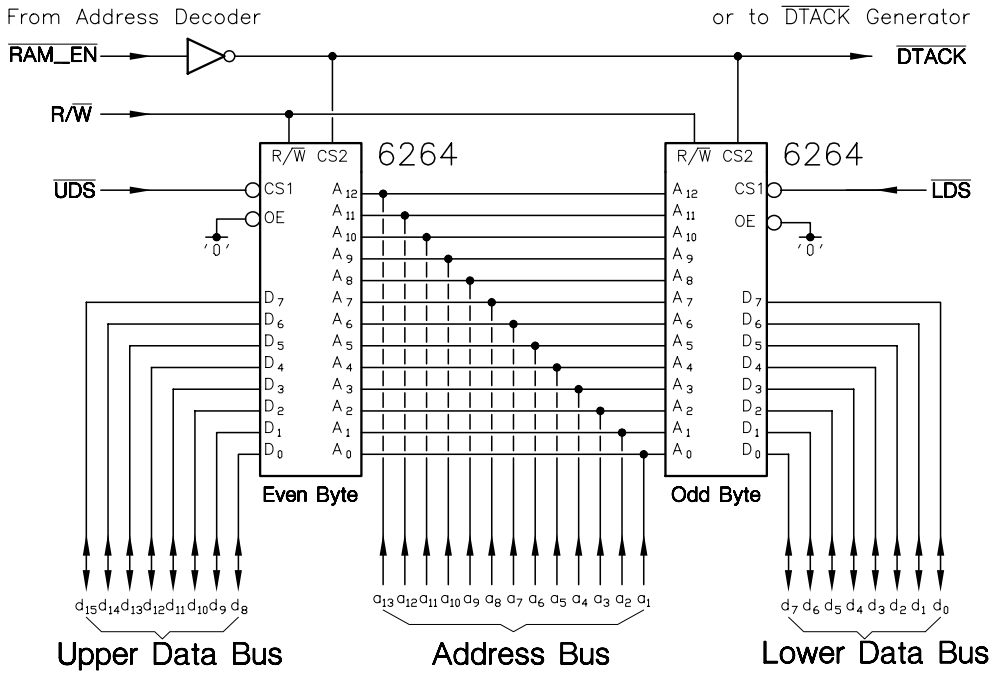 From Address Decoder or to DTACK Generator
RAM_EN DTACK
R/W
R/W CS2 6264 R/W CS2 6264
UDS CS1 A12 A12 CS1 LDS
OE A11 A11 OE
'0' A10 A10 '0'
A9 A9
A8 A8
D7 A7 A7 D7
D6 A6 A6 D6
D5 A5 A5 D5
D4 A4 A4 D4
D3 A3 A3 D3
D2 A2 A2 D2
D1 A1 A1 D1
D0 A0 A0 D0
Even Byte Odd Byte
d15 d14 d13 d12 d11 d10 d9 d8 a13 a12 a11 a10 a9 a8 a7 a6 a5 a4 a3 a2 a1 d7 d6 d5 d4 d3 d2 d1 d0
Upper Data Bus Address Bus Lower Data Bus